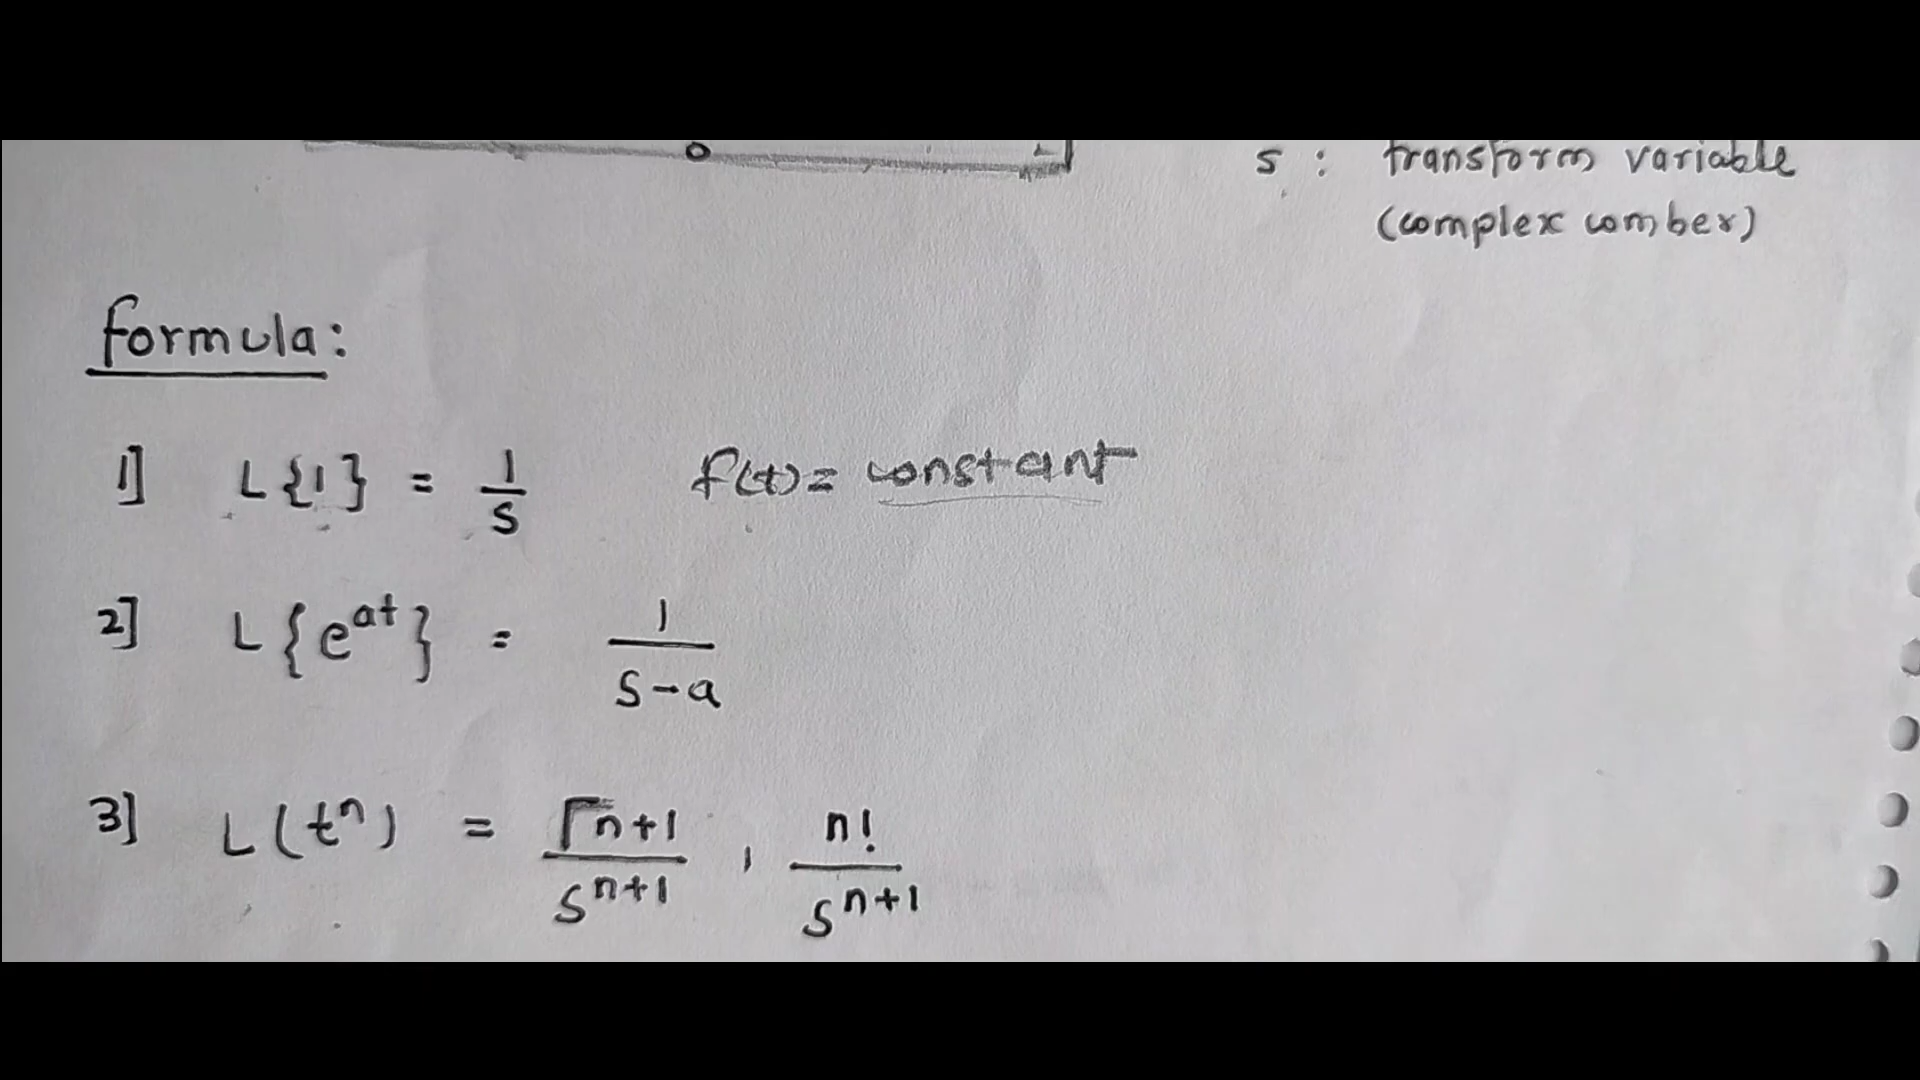 s : transform variable
(complex comber)
formula:
1] L{1} = 1/s f(t)= constant
2] L{e^at} = 1/(s-a)
3] L(t^n) = Γn+1/s^n+1 , n!/s^n+1